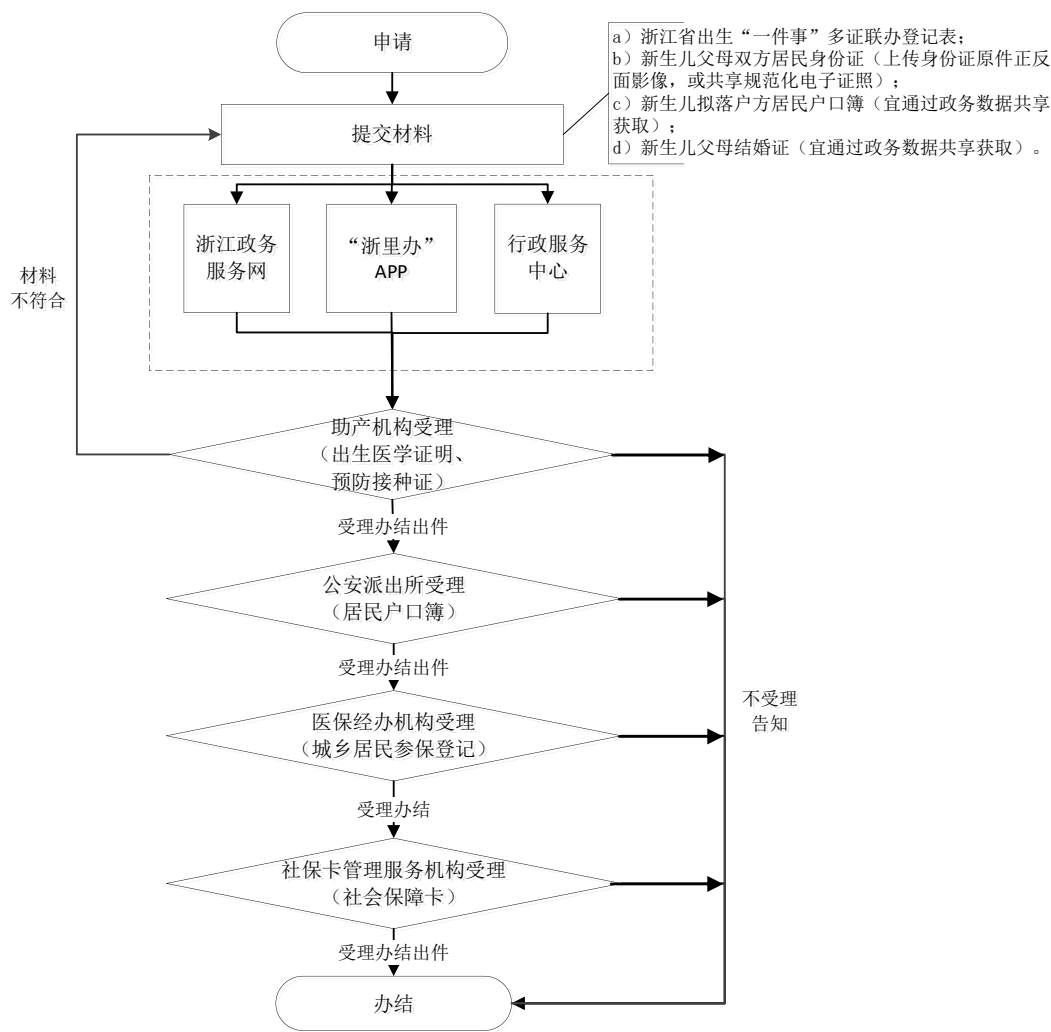 申请
a）浙江省出生“一件事”多证联办登记表；
b）新生儿父母双方居民身份证（上传身份证原件正反
面影像，或共享规范化电子证照）；
c）新生儿拟落户方居民户口簿（宜通过政务数据共享
获取）；
d）新生儿父母结婚证（宜通过政务数据共享获取）。
提交材料
浙江政务
服务网
“浙里办”
APP
行政服务
中心
材料
不符合
助产机构受理
（出生医学证明、
预防接种证）
受理办结出件
公安派出所受理
（居民户口簿）
受理办结出件
医保经办机构受理
（城乡居民参保登记）
不受理
告知
受理办结
社保卡管理服务机构受理
（社会保障卡）
受理办结出件
办结